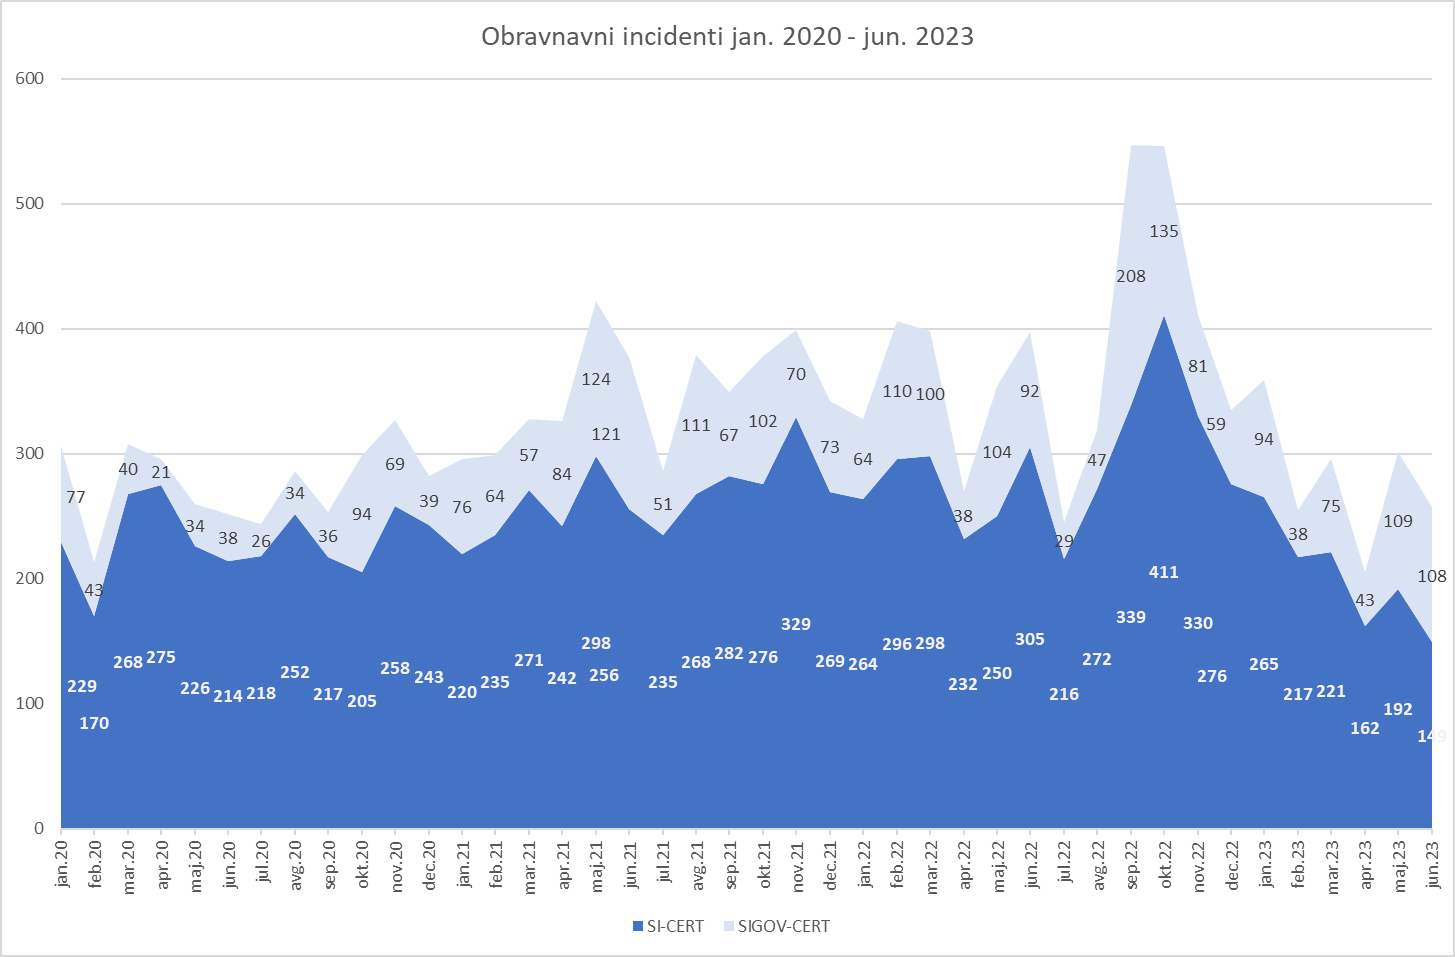 Obravnavni incidenti jan. 2020 - jun. 2023
600
500
400
300
200
100
0
77
43
40
21
34
38
26
34
36
94
69
39
76
64
57
84
124
121
51
111
67
102
70
73
64
110
100
38
104
92
29
47
208
135
81
59
94
38
75
43
109
108
229
170
268
275
226
214
218
252
217
205
258
243
220
235
271
242
298
256
235
268
282
276
329
269
264
296
298
232
250
305
216
272
339
411
330
276
265
217
221
162
192
149
jan.20
feb.20
mar.20
apr.20
maj.20
jun.20
jul.20
avg.20
sep.20
okt.20
nov.20
dec.20
jan.21
feb.21
mar.21
apr.21
maj.21
jun.21
jul.21
avg.21
sep.21
okt.21
nov.21
dec.21
jan.22
feb.22
mar.22
apr.22
maj.22
jun.22
jul.22
avg.22
sep.22
okt.22
nov.22
dec.22
jan.23
feb.23
mar.23
apr.23
maj.23
jun.23
SI-CERT
SIGOV-CERT